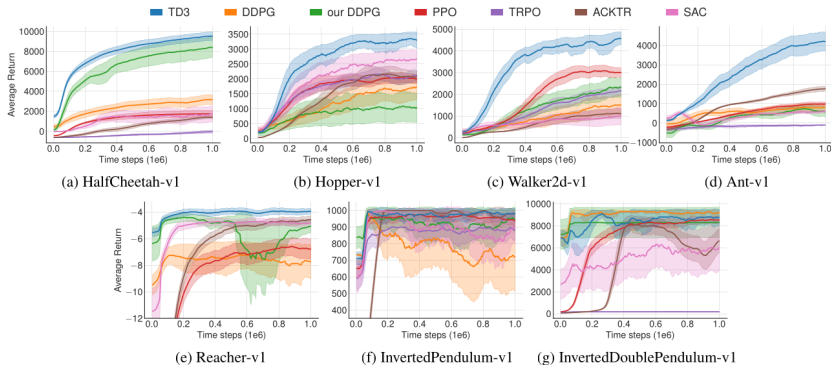 TD3 DDPG our DDPG PPO TRPO ACKTR SAC
Average Return
10000
8000
6000
4000
2000
0
0.0 0.2 0.4 0.6 0.8 1.0
Time steps (1e6)
(a) HalfCheetah-v1
3500
3000
2500
2000
1500
1000
500
0
0.0 0.2 0.4 0.6 0.8 1.0
Time steps (1e6)
(b) Hopper-v1
5000
4000
3000
2000
1000
0
0.0 0.2 0.4 0.6 0.8 1.0
Time steps (1e6)
(c) Walker2d-v1
4000
3000
2000
1000
0
−1000
0.0 0.2 0.4 0.6 0.8 1.0
Time steps (1e6)
(d) Ant-v1
Average Return
−4
−6
−8
−10
−12
0.0 0.2 0.4 0.6 0.8 1.0
Time steps (1e6)
(e) Reacher-v1
1000
900
800
700
600
500
400
0.0 0.2 0.4 0.6 0.8 1.0
Time steps (1e6)
(f) InvertedPendulum-v1
10000
8000
6000
4000
2000
0
0.0 0.2 0.4 0.6 0.8 1.0
Time steps (1e6)
(g) InvertedDoublePendulum-v1